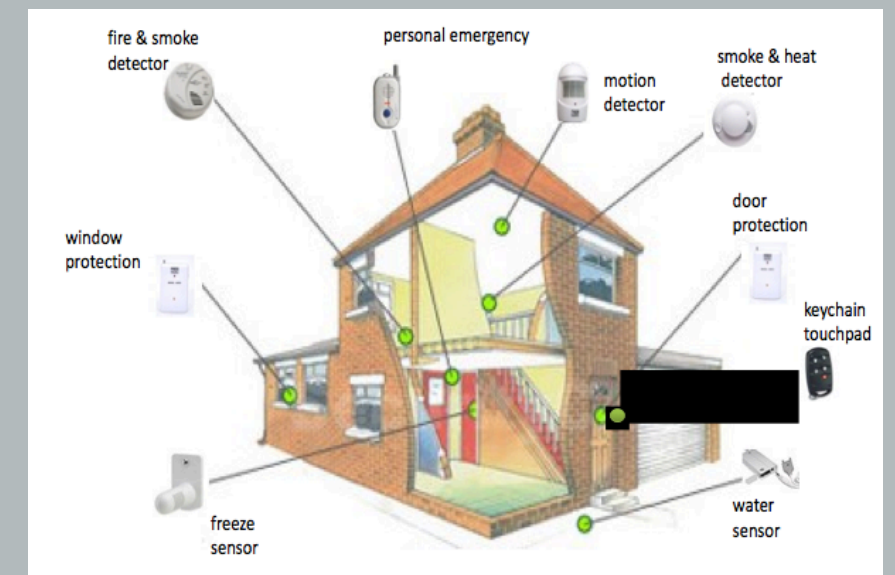 fire & smoke
detector
personal emergency
motion
detector
smoke & heat
detector
door
protection
window
protection
keychain
touchpad
freeze
sensor
water
sensor